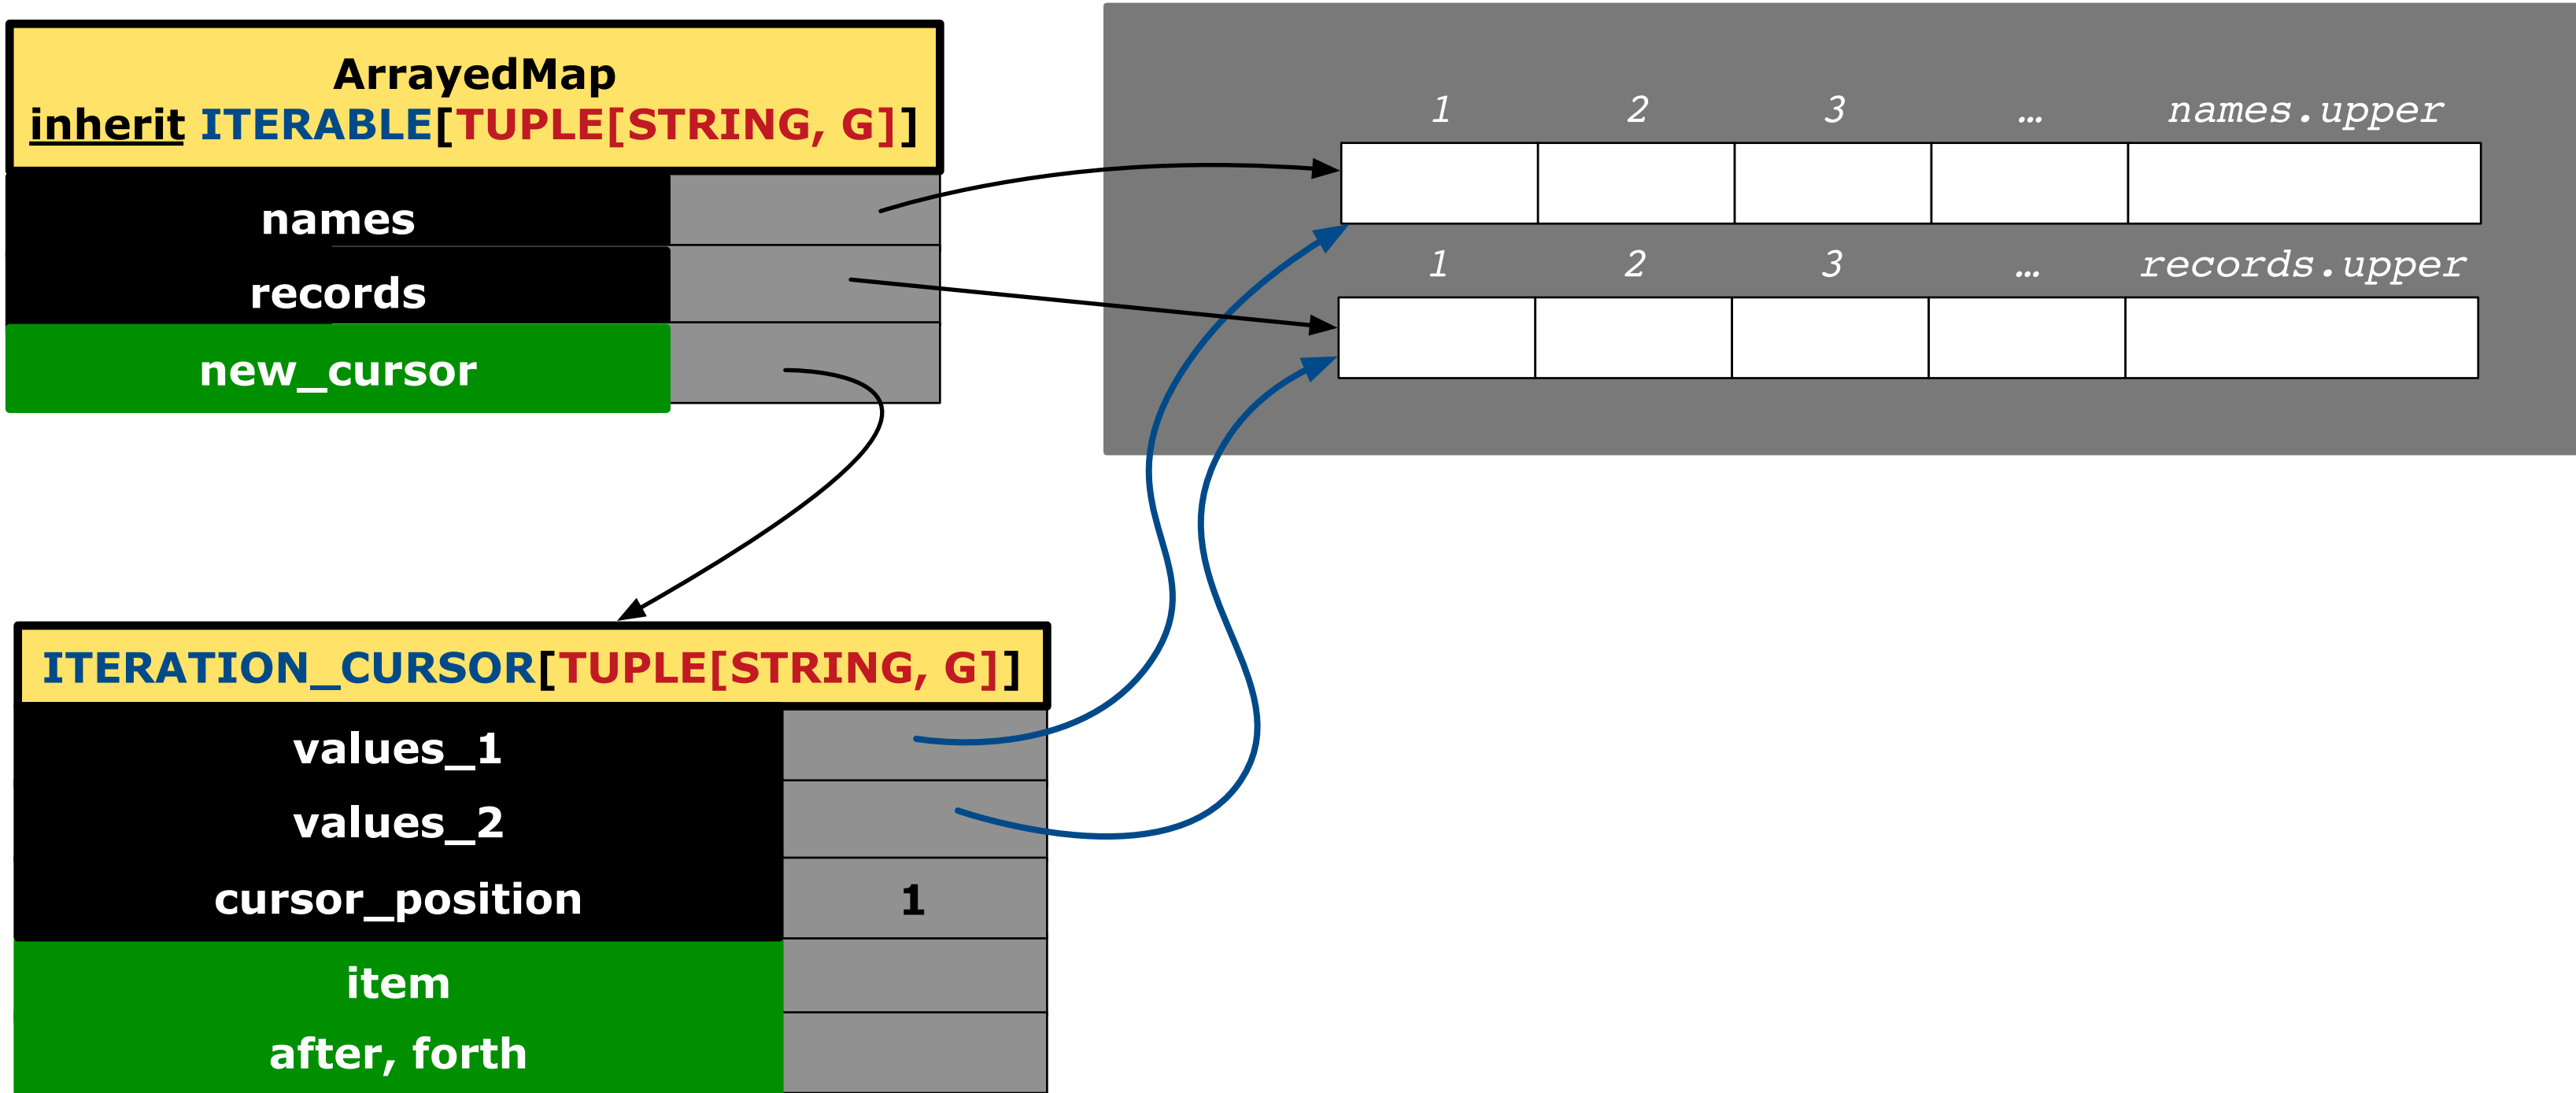 ArrayedMap
inherit ITERABLE[TUPLE[STRING, G]]
names
records
new_cursor
1 2 3 … names.upper
1 2 3 … records.upper
ITERATION_CURSOR[TUPLE[STRING, G]]
values_1
values_2
cursor_position 1
item
after, forth